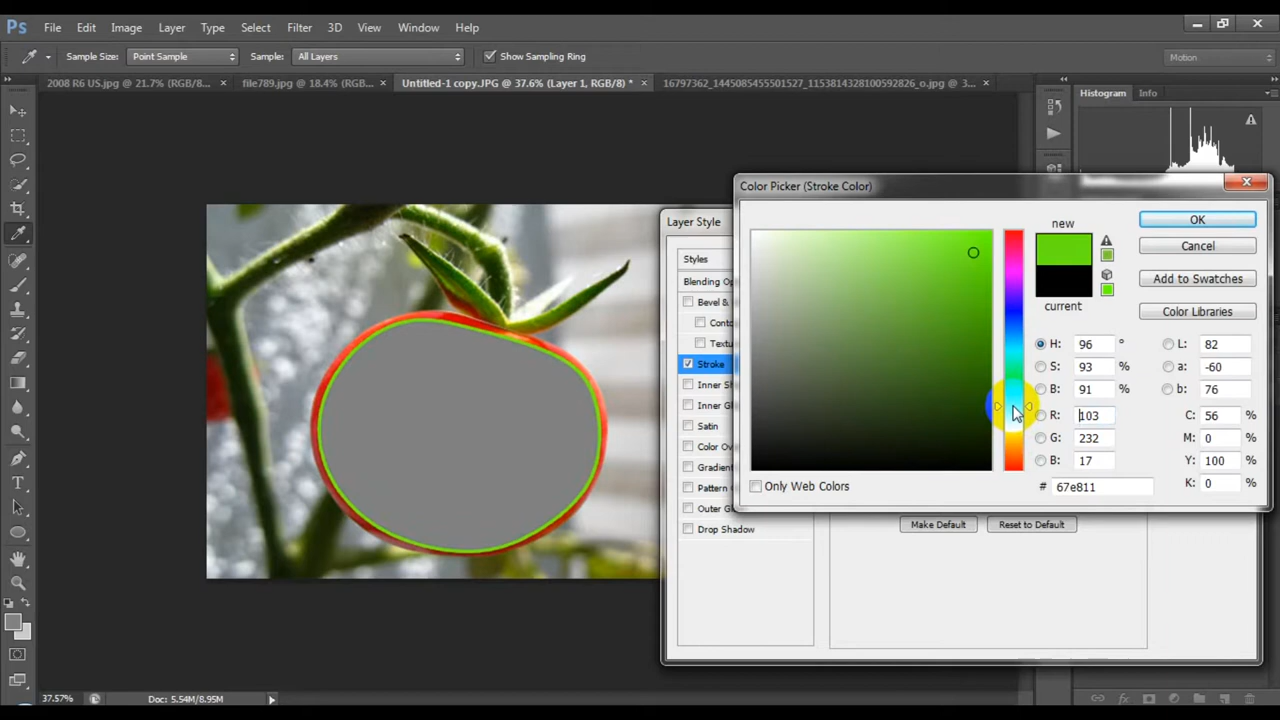 Ps File Edit Image Layer Type Select Filter 3D View Window Help
Sample Size: Point Sample Sample: All Layers Show Sampling Ring Motion
2008 R6 US.jpg @ 21.7% (RGB/8... × file789.jpg @ 18.4% (RGB... × Untitled-1 copy.JPG @ 37.6% (Layer 1, RGB/8) * × 16797362_1445085455501527_1153814328100592826_o.jpg @ 3... ×
Histogram Info
Color Picker (Stroke Color)
Layer Style
new
OK
Cancel
Add to Swatches
current
Color Libraries
Styles
Blending Op
Bevel &
Conto
Textu
Stroke
Inner Sh
Inner Gl
Satin
Color Ov
Gradien
Pattern
Outer G
Drop Shadow
H: 96 ° L: 82
S: 93 % a: -60
B: 91 % b: 76
R: 103 C: 56 %
G: 232 M: 0 %
B: 17 Y: 100 %
# 67e811 K: 0 %
Only Web Colors
Make Default Reset to Default
T
37.57% Doc: 5.54M/8.95M
fx